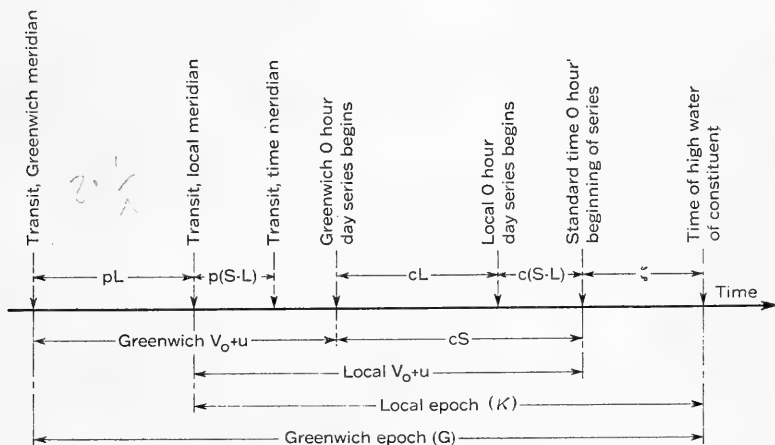 Transit, Greenwich meridian
Transit, local meridian
Transit, time meridian
Greenwich 0 hour
day series begins
Local 0 hour
day series begins
Standard time 0 hour'
beginning of series
Time of high water
of constituent
pL
p(S-L)
cL
c(S-L)
ζ
Time
Greenwich Vo+u
cS
Local Vo+u
Local epoch (K)
Greenwich epoch (G)